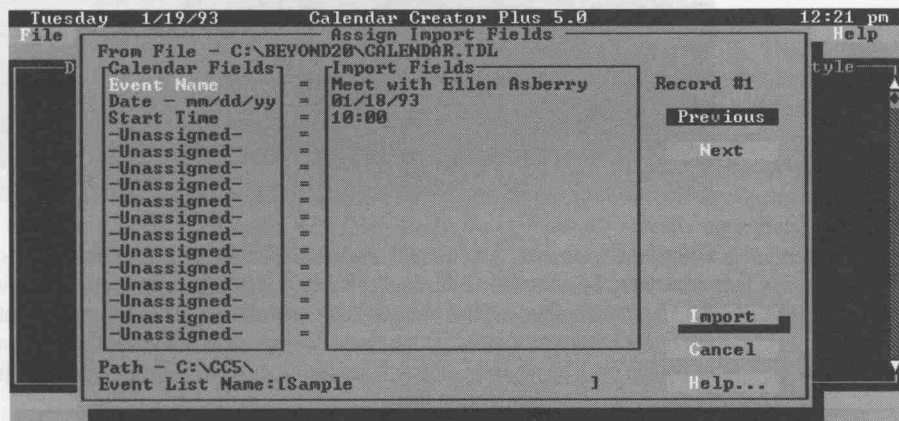 Tuesday 1/19/93 Calendar Creator Plus 5.0 12:21 pm
File Assign Import Fields Help
From File - C:\BEYOND20\CALENDAR.TDL
D Calendar Fields Import Fields tyle
Event Name = Meet with Ellen Asberry Record #1
Date - mm/dd/yy = 01/18/93
Start Time = 10:00 Previous
-Unassigned- =
-Unassigned- = Next
-Unassigned- =
-Unassigned- =
-Unassigned- =
-Unassigned- =
-Unassigned- =
-Unassigned- =
-Unassigned- =
-Unassigned- =
-Unassigned- =
-Unassigned- = Import
-Unassigned- =
Cancel
Path - C:\CC5\
Event List Name:[Sample ] Help...